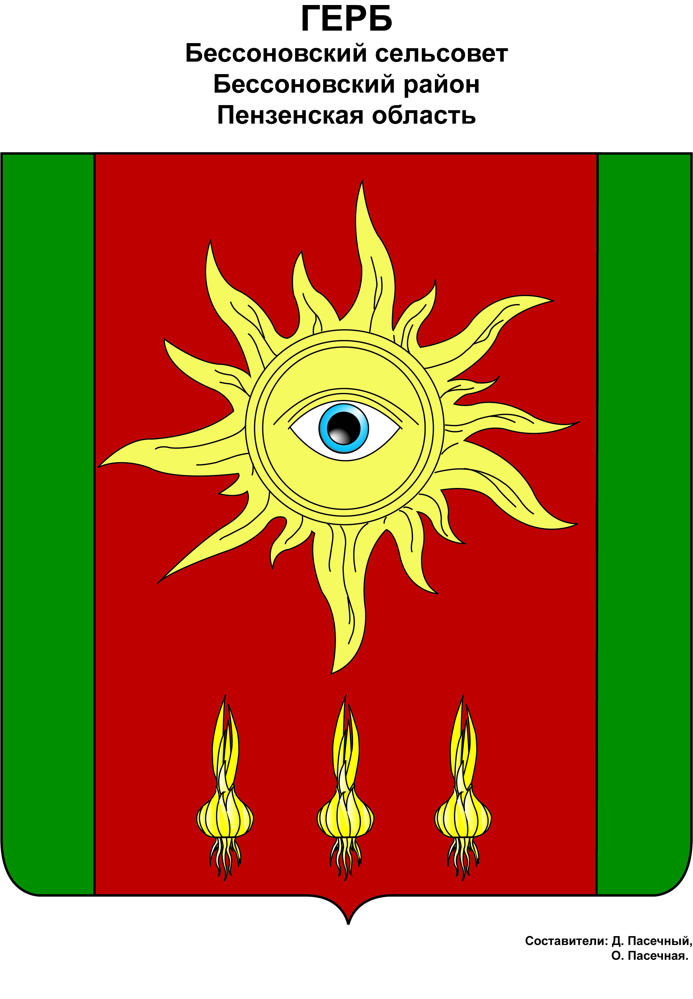 ГЕРБ
Бессоновский сельсовет
Бессоновский район
Пензенская область
Составители: Д. Пасечный,
О. Пасечная.